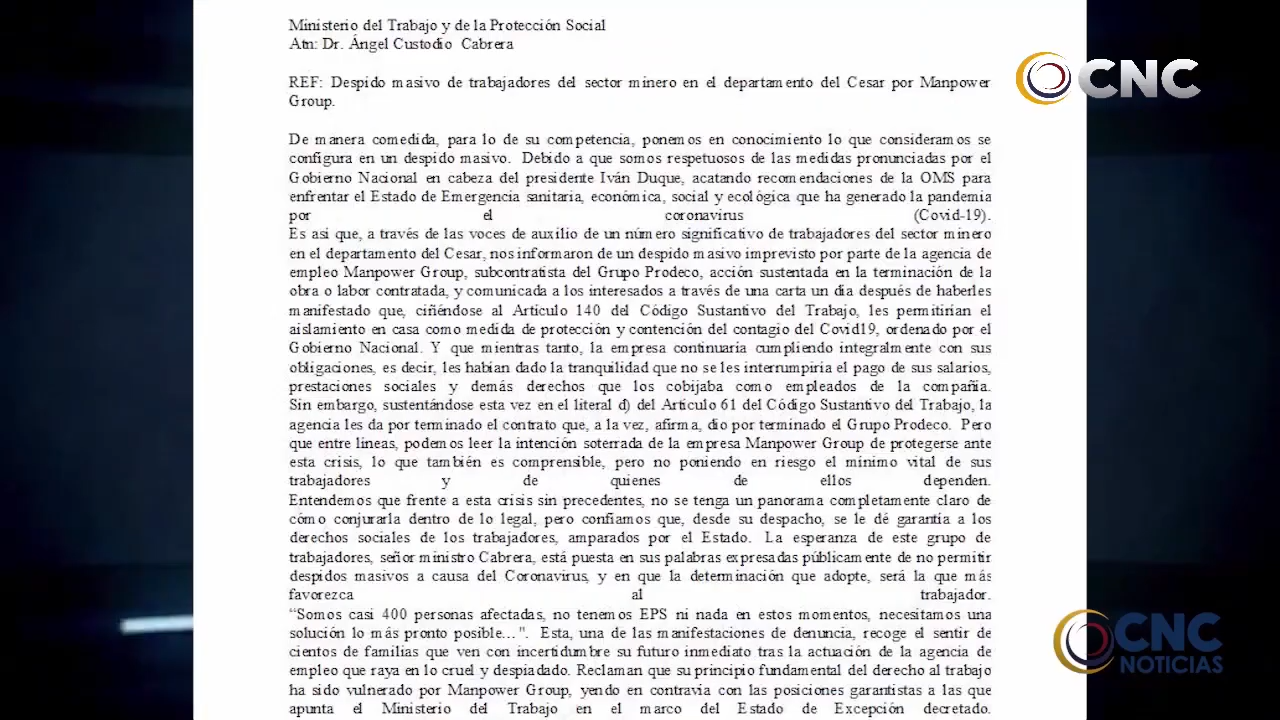 Ministerio del Trabajo y de la Protección Social
Atn: Dr. Ángel Custodio Cabrera
REF: Despido masivo de trabajadores del sector minero en el departamento del Cesar por Manpower
Group.
CNC
De manera comedida, para lo de su competencia, ponemos en conocimiento lo que consideramos se
configura en un despido masivo. Debido a que somos respetuosos de las medidas pronunciadas por el
Gobierno Nacional en cabeza del presidente Iván Duque, acatando recomendaciones de la OMS para
enfrentar el Estado de Emergencia sanitaria, económica, social y ecológica que ha generado la pandemia
por el coronavirus (Covid-19).
Es así que, a través de las voces de auxilio de un número significativo de trabajadores del sector minero
en el departamento del Cesar, nos informaron de un despido masivo imprevisto por parte de la agencia de
empleo Manpower Group, subcontratista del Grupo Prodeco, acción sustentada en la terminación de la
obra o labor contratada, y comunicada a los interesados a través de una carta un día después de haberles
manifestado que, ciñéndose al Artículo 140 del Código Sustantivo del Trabajo, les permitirían el
aislamiento en casa como medida de protección y contención del contagio del Covid19, ordenado por el
Gobierno Nacional. Y que mientras tanto, la empresa continuaría cumpliendo integralmente con sus
obligaciones, es decir, les habían dado la tranquilidad que no se les interrumpiría el pago de sus salarios,
prestaciones sociales y demás derechos que los cobijaba como empleados de la compañía.
Sin embargo, sustentándose esta vez en el literal d) del Artículo 61 del Código Sustantivo del Trabajo, la
agencia les da por terminado el contrato que, a la vez, afirma, dio por terminado el Grupo Prodeco. Pero
que entre líneas, podemos leer la intención soterrada de la empresa Manpower Group de protegerse ante
esta crisis, lo que también es comprensible, pero no poniendo en riesgo el mínimo vital de sus
trabajadores y de quienes de ellos dependen.
Entendemos que frente a esta crisis sin precedentes, no se tenga un panorama completamente claro de
cómo conjurarla dentro de lo legal, pero confiamos que, desde su despacho, se le dé garantía a los
derechos sociales de los trabajadores, amparados por el Estado. La esperanza de este grupo de
trabajadores, señor ministro Cabrera, está puesta en sus palabras expresadas públicamente de no permitir
despidos masivos a causa del Coronavirus, y en que la determinación que adopte, será la que más
favorezca al trabajador.
“Somos casi 400 personas afectadas, no tenemos EPS ni nada en estos momentos, necesitamos una
solución lo más pronto posible...”. Esta, una de las manifestaciones de denuncia, recoge el sentir de
cientos de familias que ven con incertidumbre su futuro inmediato tras la actuación de la agencia de
empleo que raya en lo cruel y despiadado. Reclaman que su principio fundamental del derecho al trabajo
ha sido vulnerado por Manpower Group, yendo en contravía con las posiciones garantistas a las que
apunta el Ministerio del Trabajo en el marco del Estado de Excepción decretado.
CNC
NOTICIAS